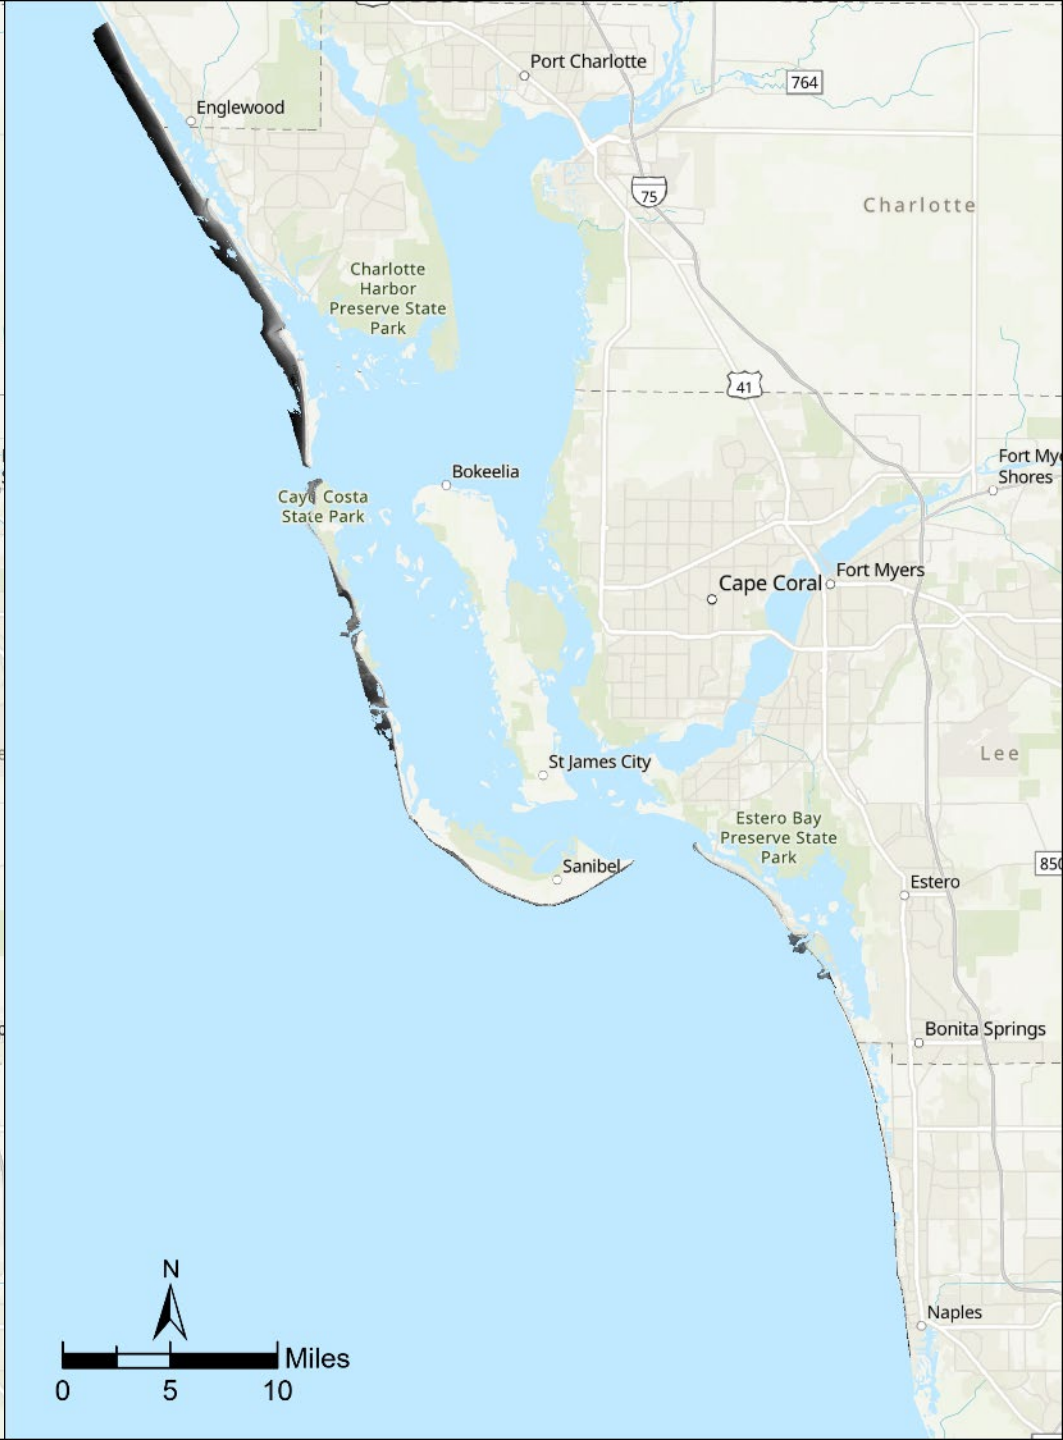 Port Charlotte
764
Englewood
75
Charlotte
Charlotte
Harbor
Preserve State
Park
41
Fort Mye
Shores
Bokeelia
Cayo Costa
State Park
Cape Coral
Fort Myers
Lee
St James City
Estero Bay
Preserve State
Park
850
Sanibel
Estero
Bonita Springs
N
Naples
Miles
0 5 10